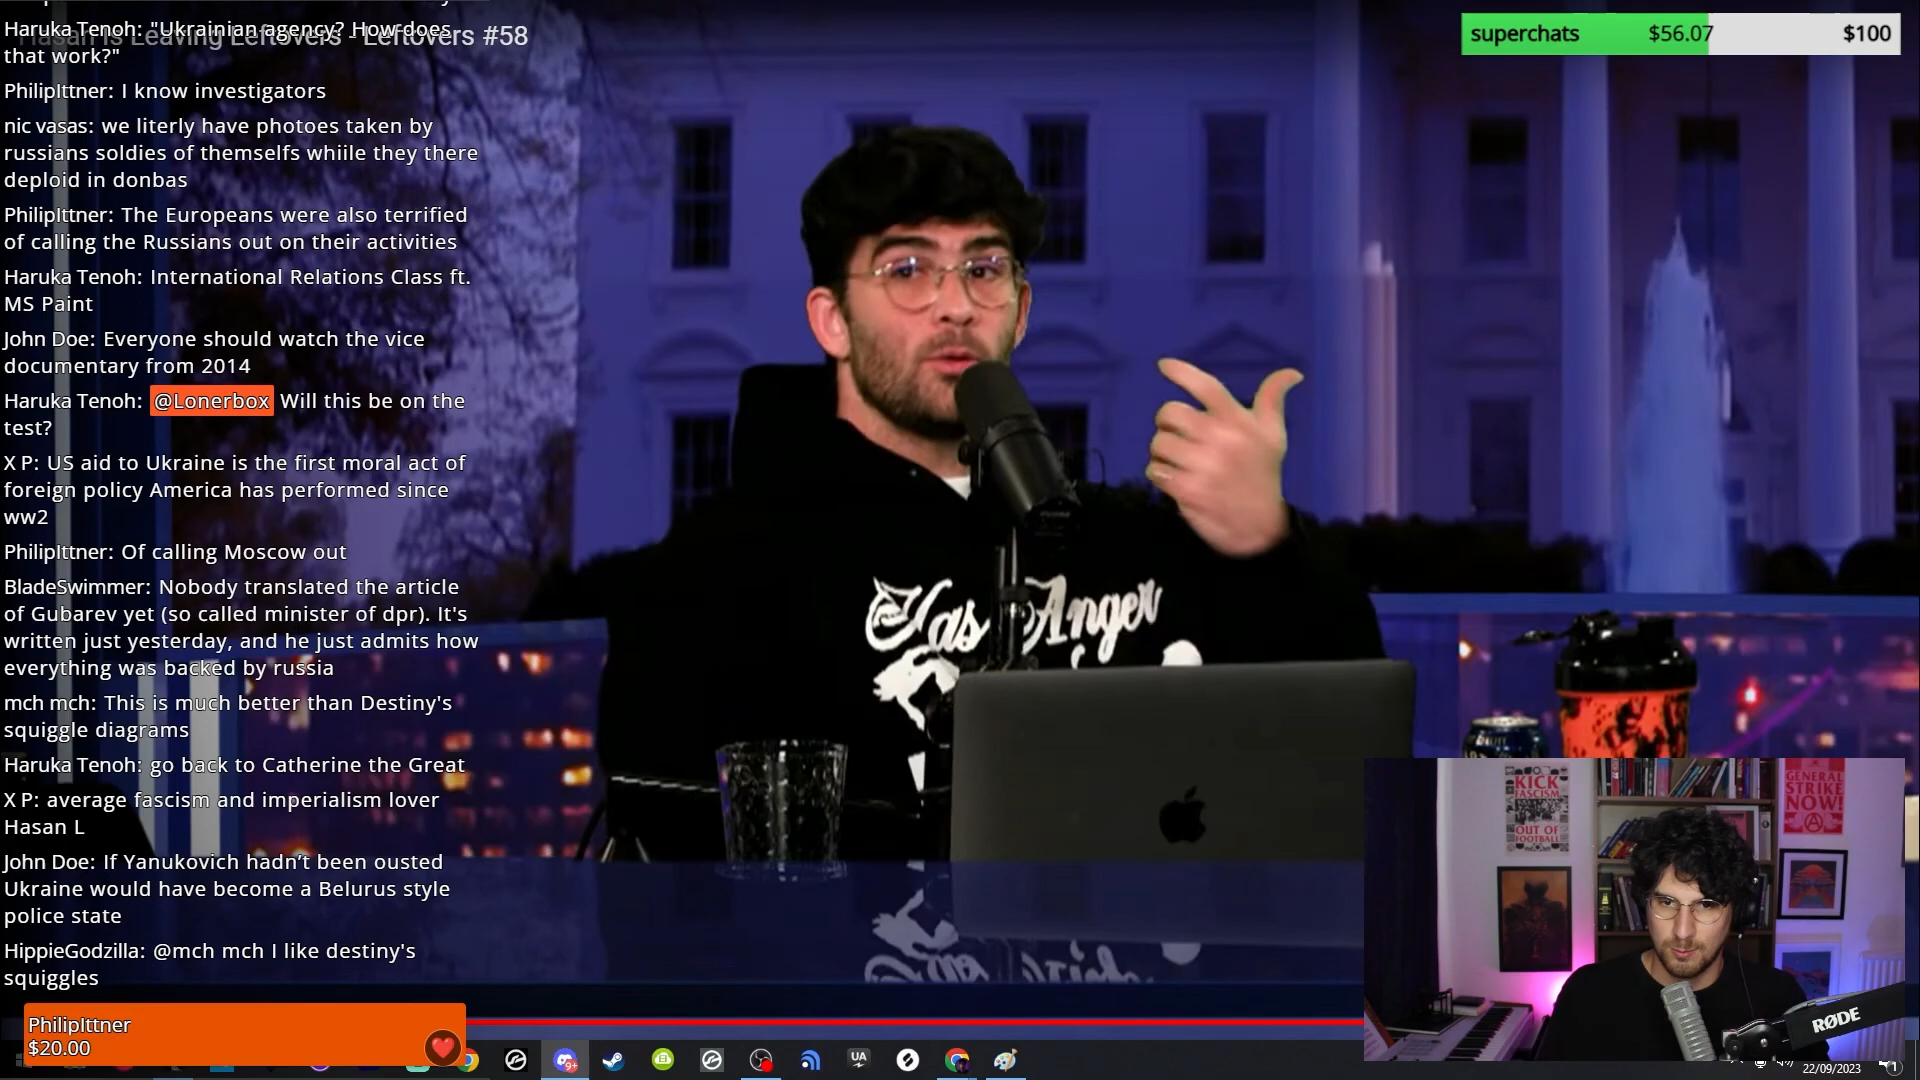 Hasan Is Leaving Leftovers - Leftovers #58
Haruka Tenoh: "Ukrainian agency? How does
that work?"
PhilipIttner: I know investigators
nic vasas: we literly have photoes taken by
russians soldies of themselfs whiile they there
deploid in donbas
PhilipIttner: The Europeans were also terrified
of calling the Russians out on their activities
Haruka Tenoh: International Relations Class ft.
MS Paint
John Doe: Everyone should watch the vice
documentary from 2014
Haruka Tenoh: @Lonerbox Will this be on the
test?
X P: US aid to Ukraine is the first moral act of
foreign policy America has performed since
ww2
PhilipIttner: Of calling Moscow out
BladeSwimmer: Nobody translated the article
of Gubarev yet (so called minister of dpr). It's
written just yesterday, and he just admits how
everything was backed by russia
mch mch: This is much better than Destiny's
squiggle diagrams
Haruka Tenoh: go back to Catherine the Great
X P: average fascism and imperialism lover
Hasan L
John Doe: If Yanukovich hadn’t been ousted
Ukraine would have become a Belurus style
police state
HippieGodzilla: @mch mch I like destiny's
squiggles
PhilipIttner
$20.00
superchats $56.07 $100
Has Anger
KICK
FASCISM
OUT OF
FOOTBALL
GENERAL
STRIKE
NOW!
RØDE
UA
9+
22/09/2023
1